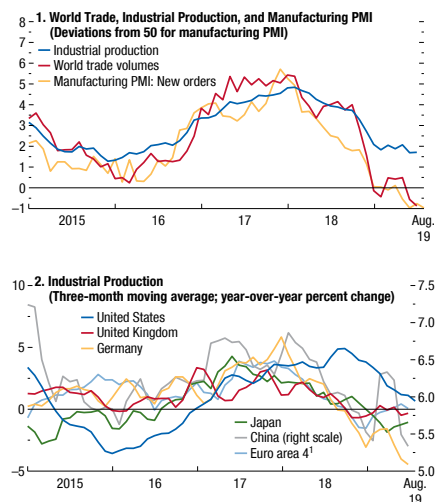 1. World Trade, Industrial Production, and Manufacturing PMI
(Deviations from 50 for manufacturing PMI)
Industrial production
World trade volumes
Manufacturing PMI: New orders
8
7
6
5
4
3
2
1
0
–1
2015 16 17 18 Aug.
19
2. Industrial Production
(Three-month moving average; year-over-year percent change)
United States
United Kingdom
Germany
Japan
China (right scale)
Euro area 4¹
10
5
0
–5
7.5
7.0
6.5
6.0
5.5
5.0
2015 16 17 18 Aug.
19